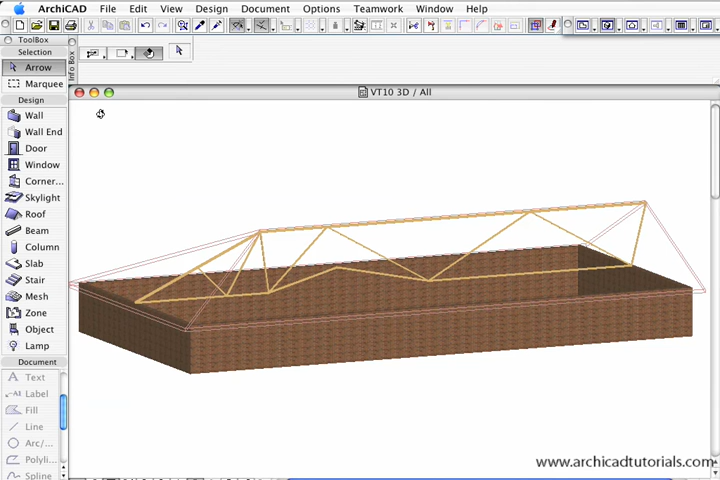 ArchiCAD File Edit View Design Document Options Teamwork Window Help
ToolBox
Selection
Arrow
Marquee
Design
Wall
Wall End
Door
Window
Corner...
Skylight
Roof
Beam
Column
Slab
Stair
Mesh
Zone
Object
Lamp
Document
Text
Label
Fill
Line
Arc/...
Polyli...
Spline
Info Box
VT10 3D / All
www.archicadtutorials.com